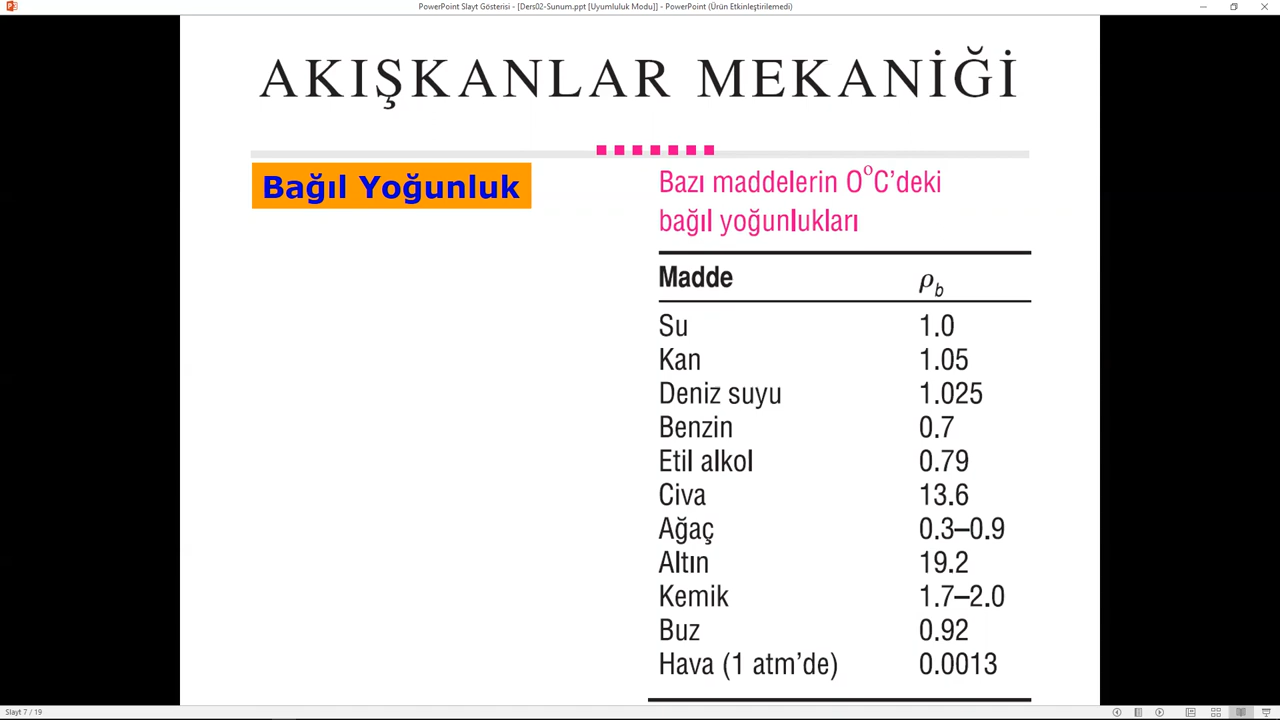 PowerPoint Slayt Gösterisi - [Ders02-Sunum.ppt [Uyumluluk Modu]] - PowerPoint (Ürün Etkinleştirilemedi)
AKIŞKANLAR MEKANİĞİ
Bağıl Yoğunluk
Bazı maddelerin 0°C'deki
bağıl yoğunlukları
Madde ρb
Su 1.0
Kan 1.05
Deniz suyu 1.025
Benzin 0.7
Etil alkol 0.79
Civa 13.6
Ağaç 0.3–0.9
Altın 19.2
Kemik 1.7–2.0
Buz 0.92
Hava (1 atm'de) 0.0013
Slayt 7 / 19